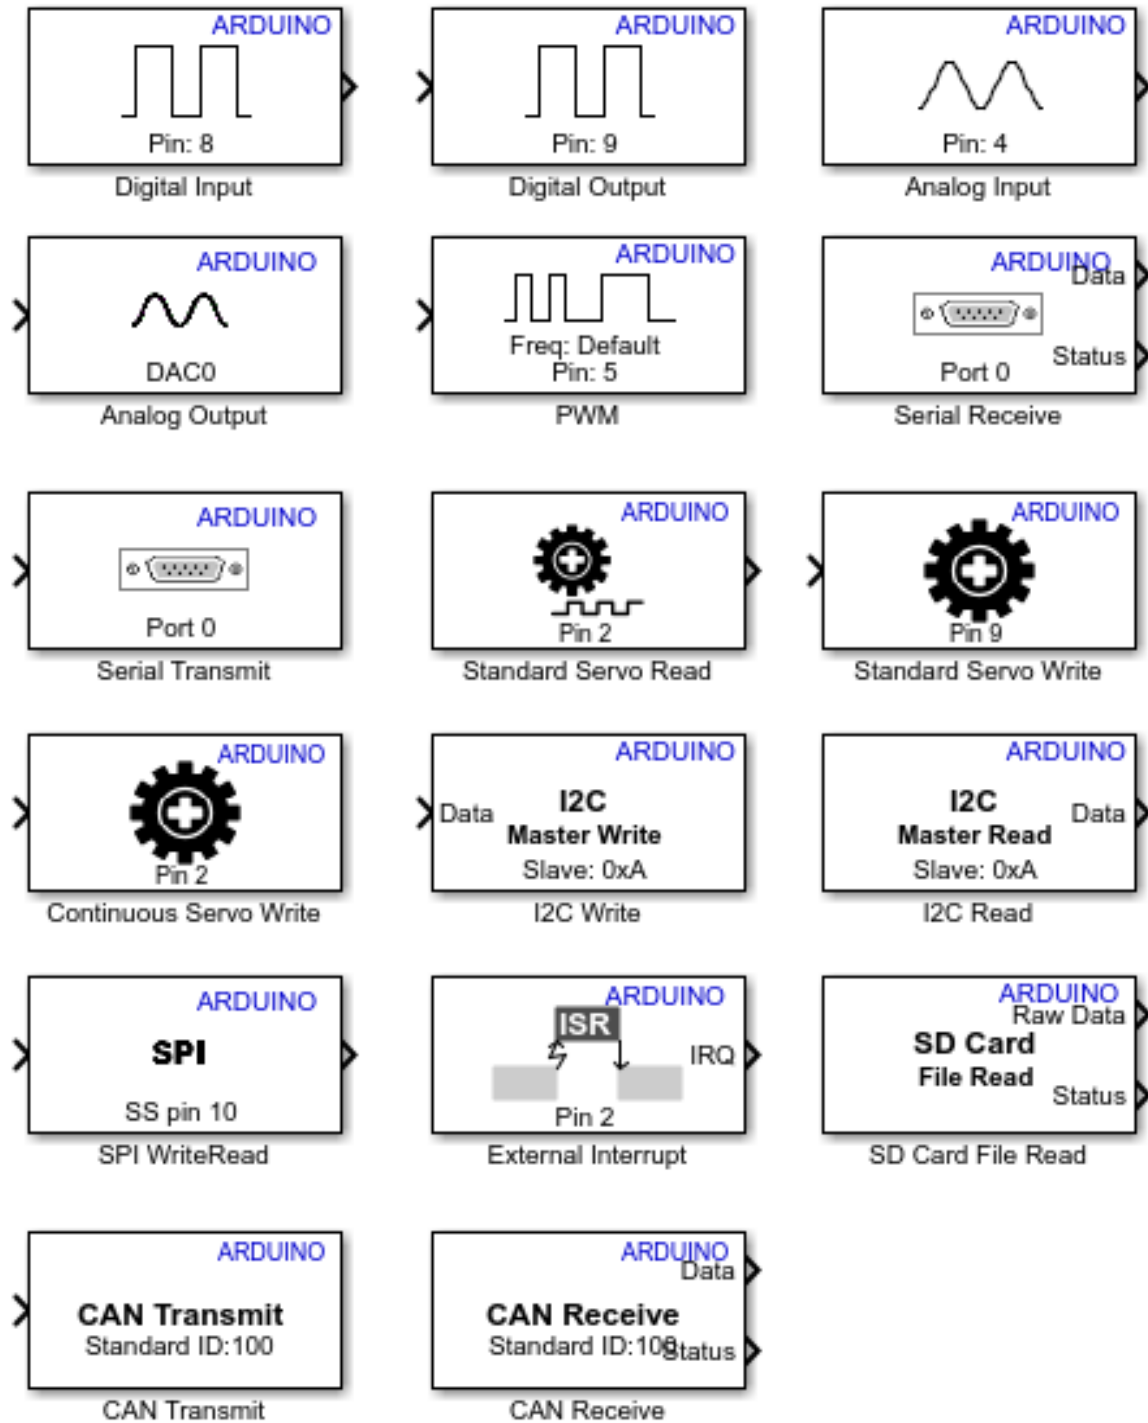 ARDUINO
Pin: 8
Digital Input
ARDUINO
Pin: 9
Digital Output
ARDUINO
Pin: 4
Analog Input
ARDUINO
DAC0
Analog Output
ARDUINO
Freq: Default
Pin: 5
PWM
ARDUINO
Data
Port 0
Status
Serial Receive
ARDUINO
Port 0
Serial Transmit
ARDUINO
Pin 2
Standard Servo Read
ARDUINO
Pin 9
Standard Servo Write
ARDUINO
Pin 2
Continuous Servo Write
ARDUINO
Data
I2C
Master Write
Slave: 0xA
I2C Write
ARDUINO
I2C
Master Read
Data
Slave: 0xA
I2C Read
ARDUINO
SPI
SS pin 10
SPI WriteRead
ARDUINO
ISR
IRQ
Pin 2
External Interrupt
ARDUINO
Raw Data
SD Card
File Read
Status
SD Card File Read
ARDUINO
CAN Transmit
Standard ID:100
CAN Transmit
ARDUINO
Data
CAN Receive
Standard ID:100
Status
CAN Receive